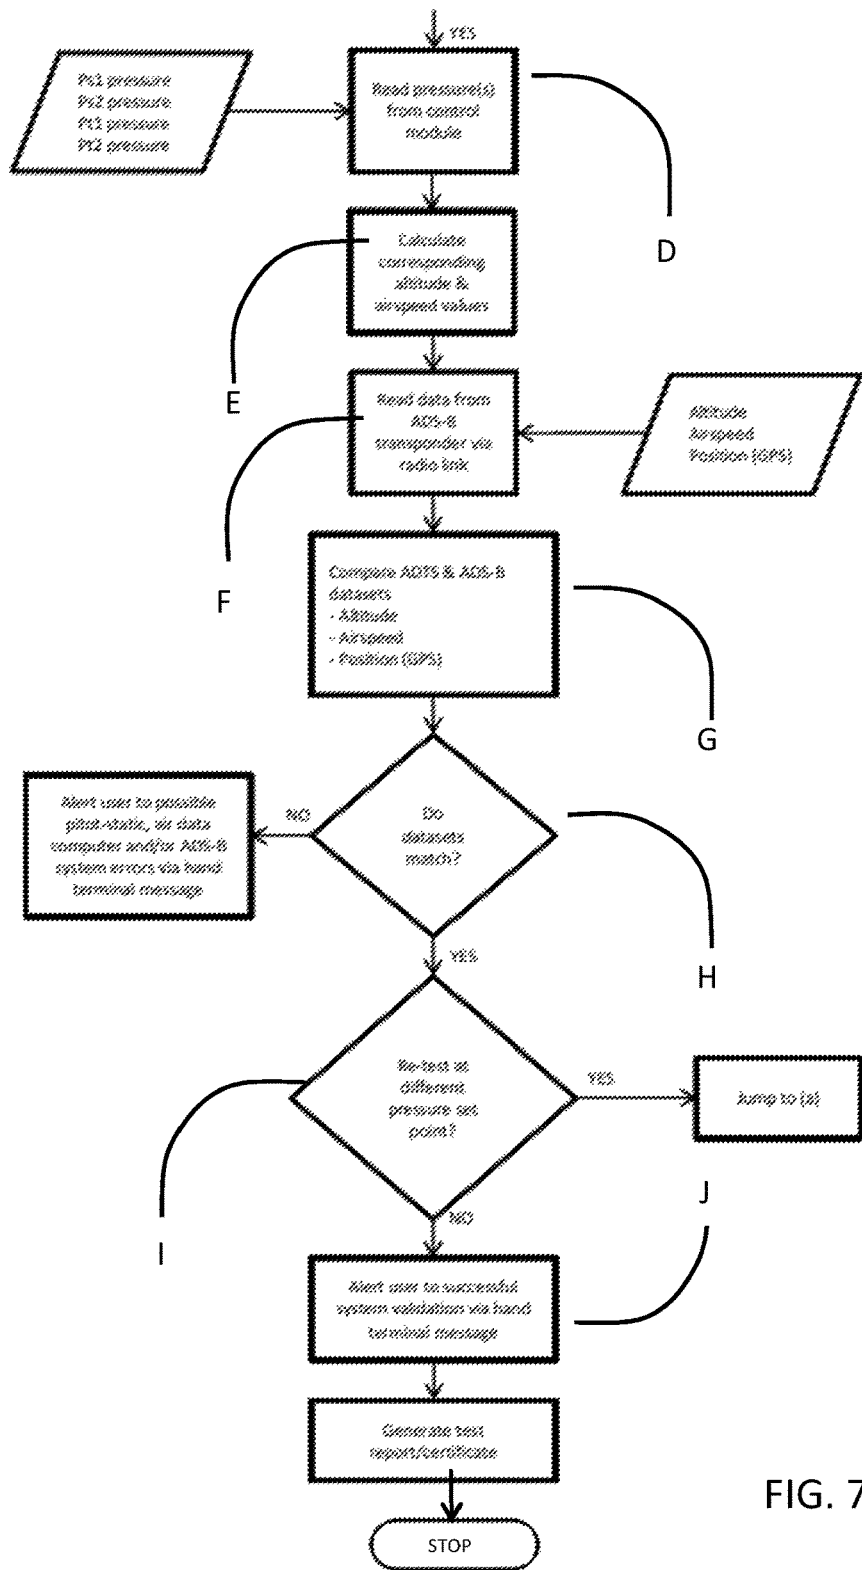 YES
Ps1 pressure
Ps2 pressure
Pt1 pressure
Pt2 pressure
Read pressure(s)
from control
module
D
Calculate
corresponding
altitude &
airspeed values
E
Read data from
ADS-B
transponder via
radio link
Altitude
Airspeed
Position (GPS)
F
Compare ADTS & ADS-B
datasets
- Altitude
- Airspeed
- Position (GPS)
G
Alert user to possible
pitot-static, air data
computer and/or ADS-B
system errors via hand
terminal message
NO
Do
datasets
match?
H
YES
Re-test at
different
pressure set
point?
YES
Jump to (a)
I
J
NO
Alert user to successful
system validation via hand
terminal message
Generate test
report/certificate
STOP
FIG. 7